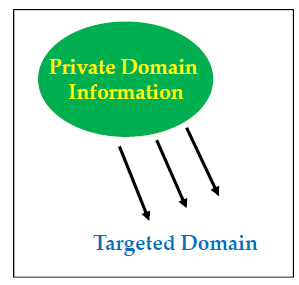 Private Domain
Information
Targeted Domain